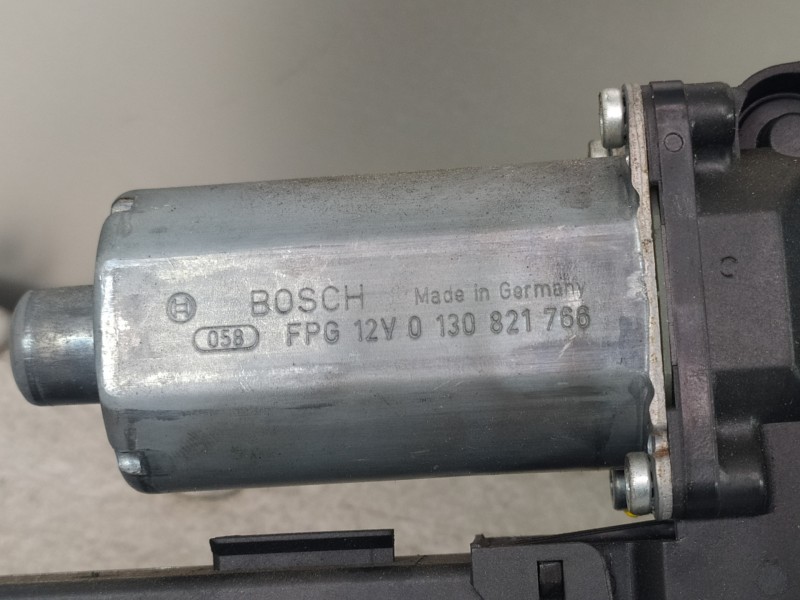 BOSCH Made in Germany
058 FPG 12V 0 130 821 766